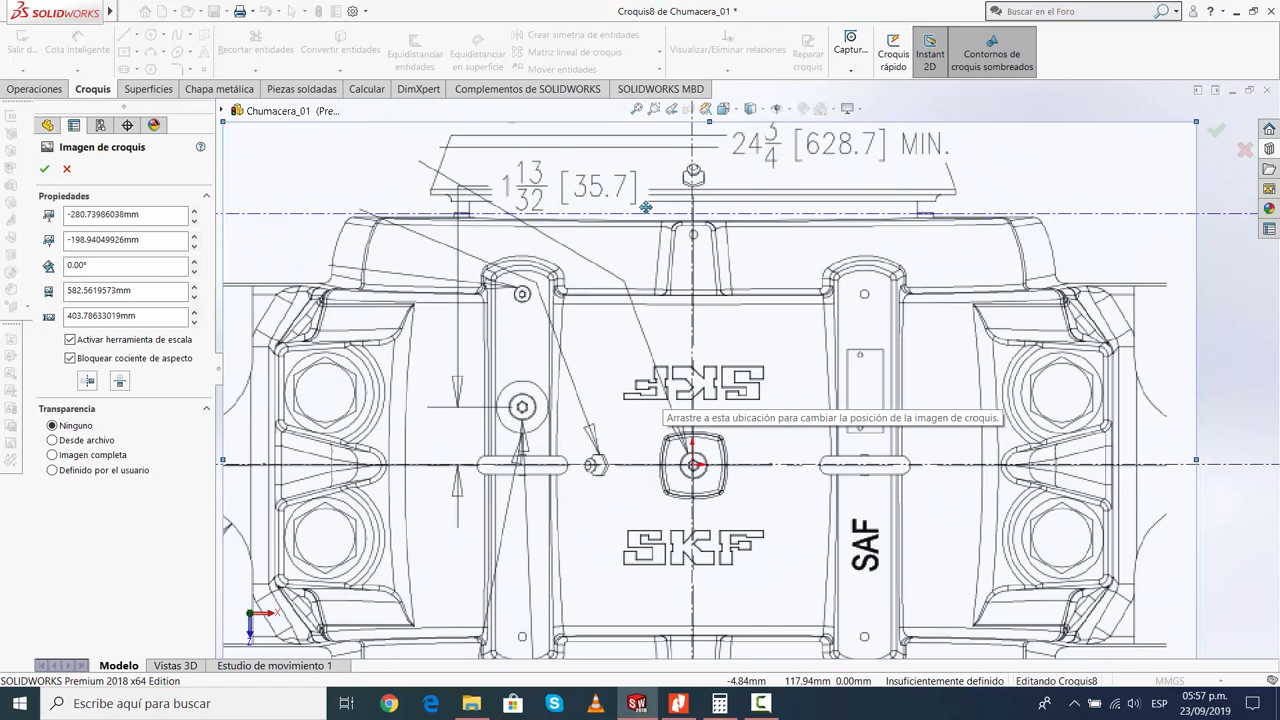 SOLIDWORKS
Croquis8 de Chumacera_01 *
Buscar en el Foro
Salir d...
Cota inteligente
Recortar entidades
Convertir entidades
Equidistanciar entidades
Equidistanciar en superficie
Crear simetría de entidades
Matriz lineal de croquis
Mover entidades
Visualizar/Eliminar relaciones
Reparar croquis
Captur...
Croquis rápido
Instant 2D
Contornos de croquis sombreados
Operaciones
Croquis
Superficies
Chapa metálica
Piezas soldadas
Calcular
DimXpert
Complementos de SOLIDWORKS
SOLIDWORKS MBD
Chumacera_01 (Pre...
Imagen de croquis
Propiedades
-280.73986038mm
-198.94049926mm
0.00°
582.5619573mm
403.78633019mm
Activar herramienta de escala
Bloquear cociente de aspecto
Transparencia
Ninguno
Desde archivo
Imagen completa
Definido por el usuario
24 3/4 [628.7] MIN.
1 13/32 [35.7]
SKF
Arrastre a esta ubicación para cambiar la posición de la imagen de croquis.
SKF
SAF
X
Modelo
Vistas 3D
Estudio de movimiento 1
SOLIDWORKS Premium 2018 x64 Edition
-4.84mm
117.94mm
0.00mm
Insuficientemente definido
Editando Croquis8
MMGS
Escribe aquí para buscar
ESP
05:57 p.m.
23/09/2019